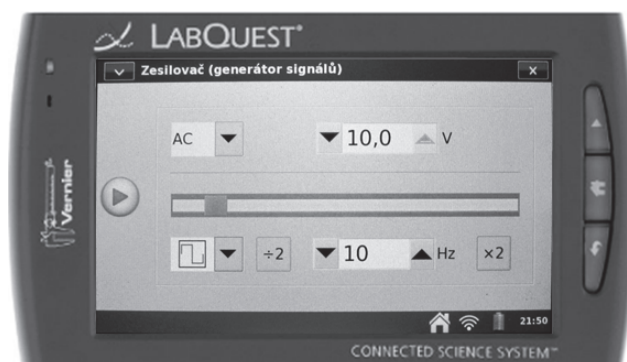 LABQUEST®
Zesilovač (generátor signálů)
x
AC
10,0
V
÷2
10
Hz
×2
Vernier
21:50
CONNECTED SCIENCE SYSTEM™